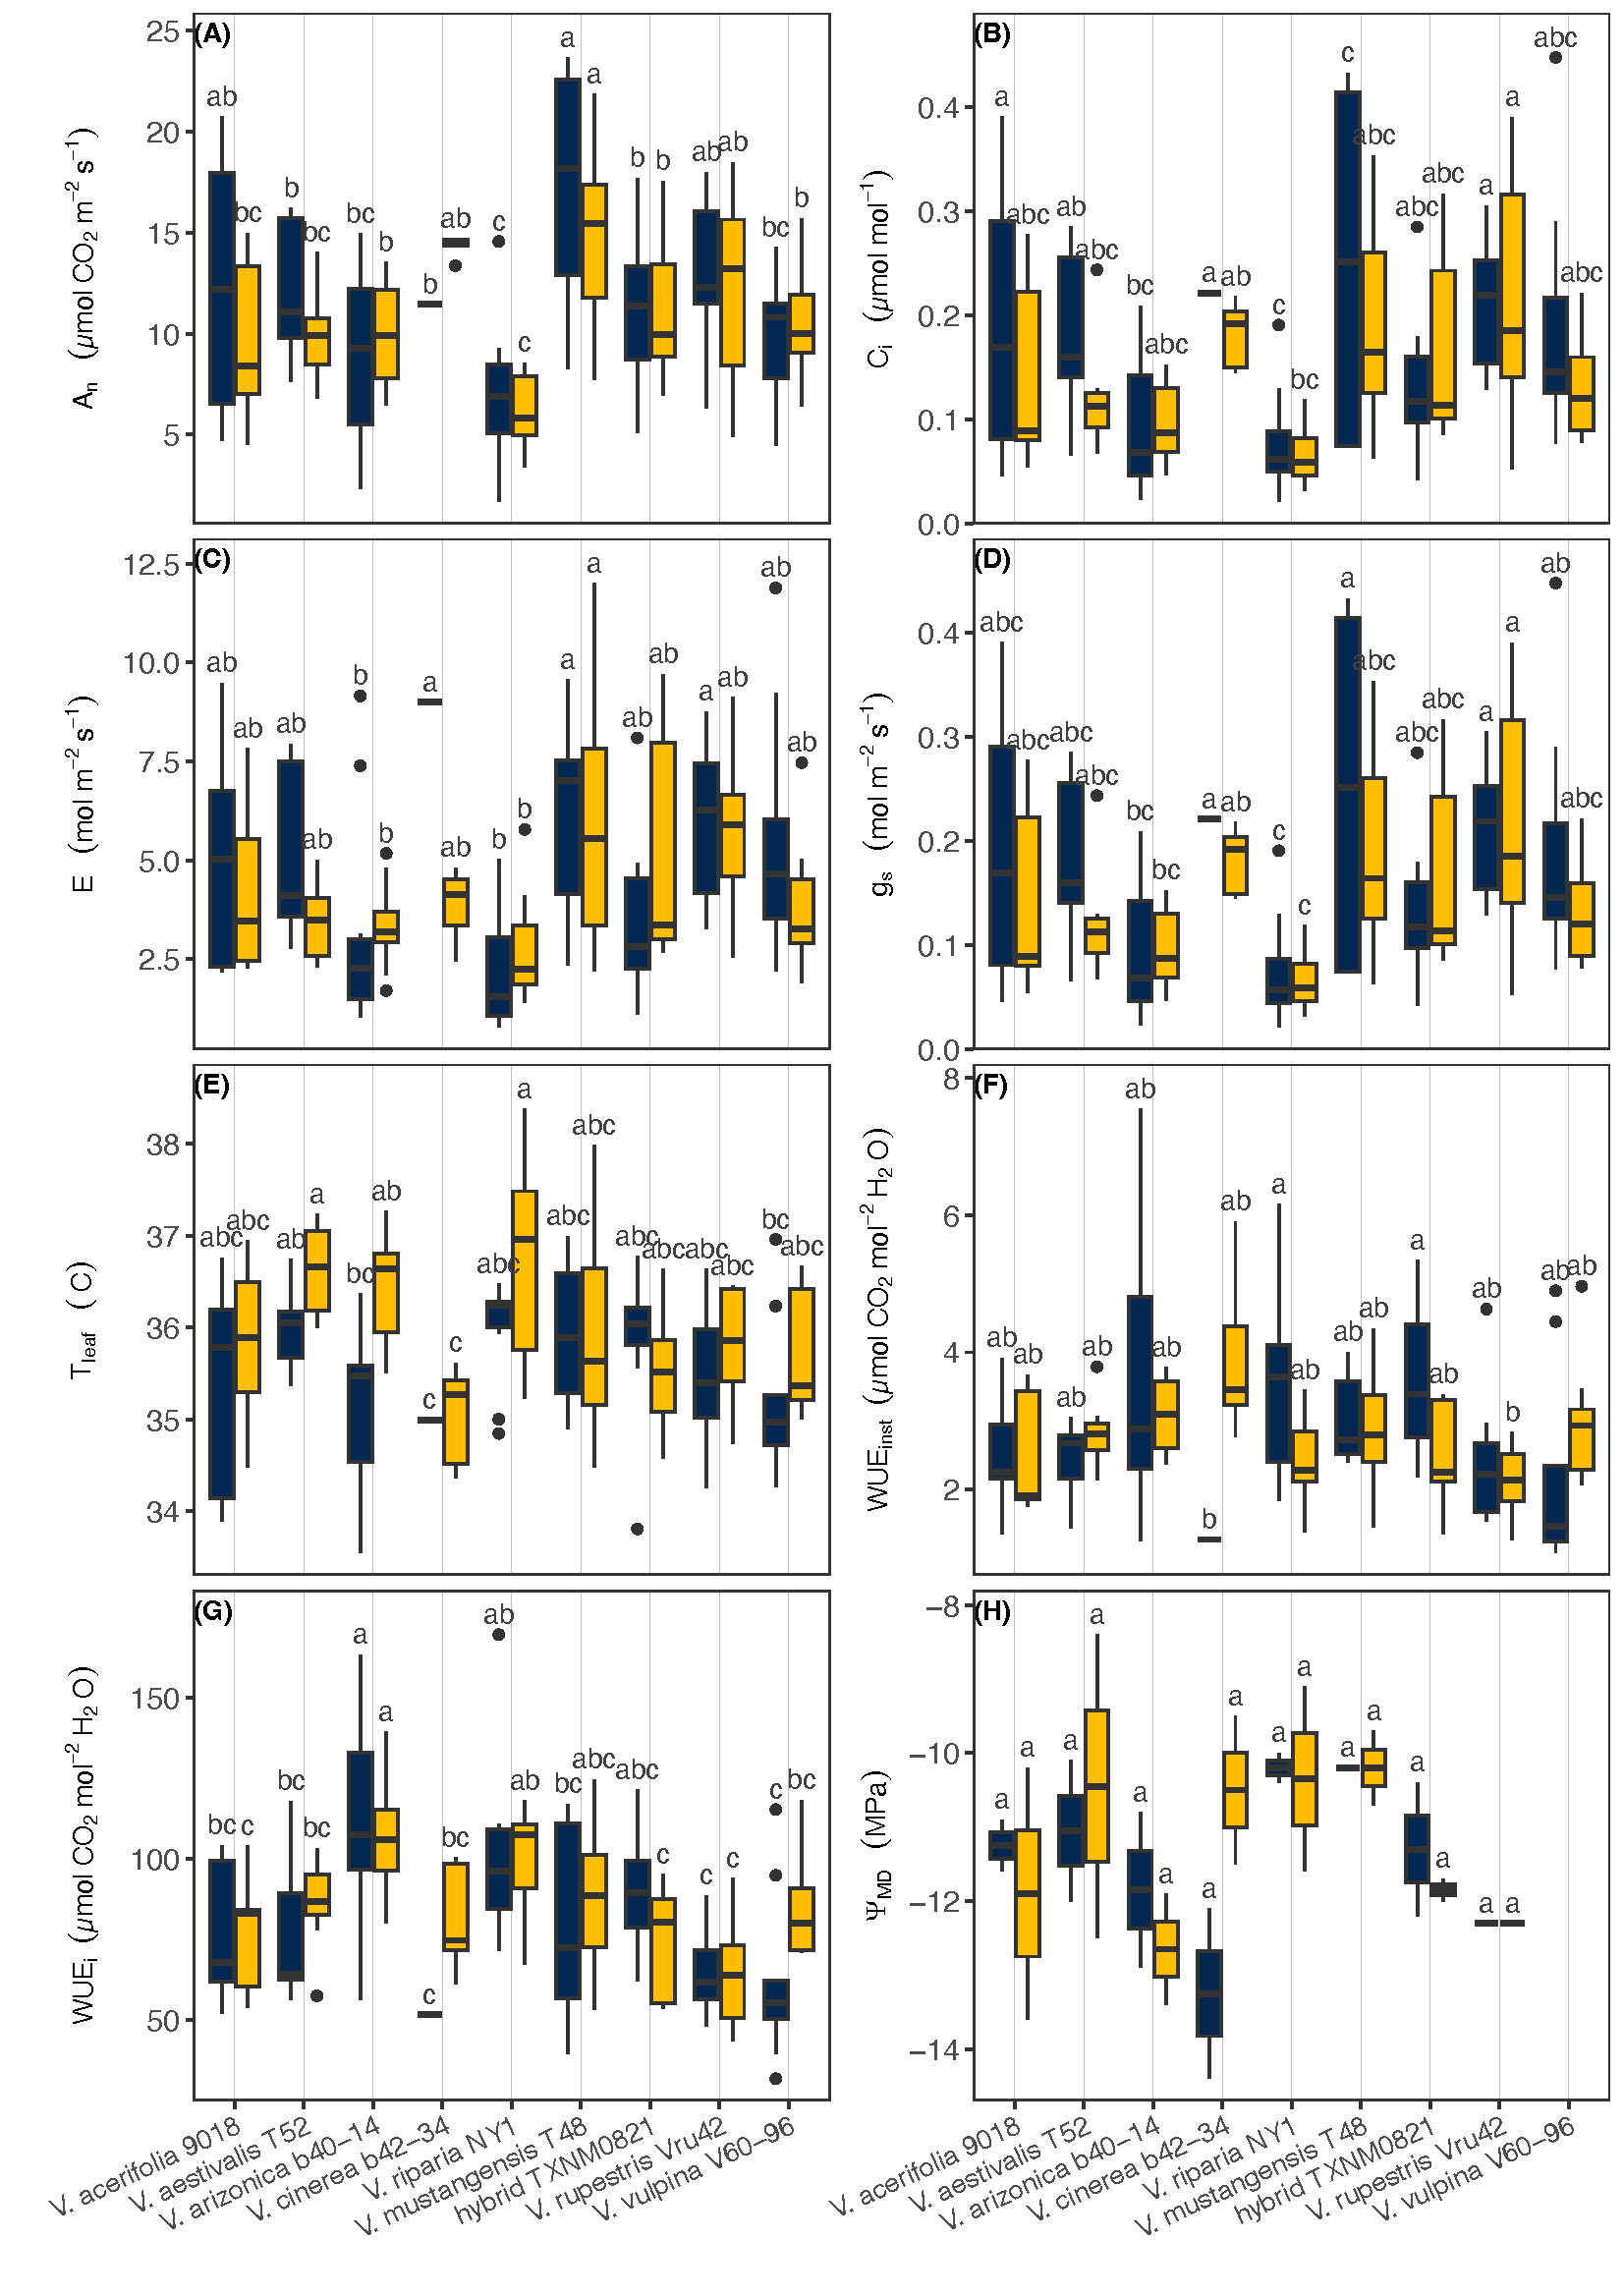 (A)
25
20
15
10
5
Aₙ (μmol CO₂ m⁻² s⁻¹)
ab bc b bc bc b b ab c c a a b b ab ab bc b
(B)
0.4
0.3
0.2
0.1
0.0
Cᵢ (μmol mol⁻¹)
a abc ab abc bc abc a ab c bc c abc abc abc a a abc abc
(C)
12.5
10.0
7.5
5.0
2.5
E (mol m⁻² s⁻¹)
ab ab ab ab b b a ab b b a a ab ab a ab ab ab
(D)
0.4
0.3
0.2
0.1
0.0
gₛ (mol m⁻² s⁻¹)
abc abc abc abc bc bc a ab c c a abc abc abc a a ab abc
(E)
38
37
36
35
34
Tₗₑₐf (C)
abc abc ab a bc ab c c abc a abc abc abc abc abc abc bc abc
(F)
8
6
4
2
WUEᵢₙₛₜ (μmol CO₂ mol⁻² H₂O)
ab ab ab ab ab ab b ab a ab ab ab a ab ab b ab ab
(G)
150
100
50
WUEᵢ (μmol CO₂ mol⁻² H₂O)
bc c bc bc a a c bc ab ab bc abc abc c c c c bc
(H)
−8
−10
−12
−14
Ψ_MD (MPa)
a a a a a a a a a a a a a a a a
V. acerifolia 9018
V. aestivalis T52
V. arizonica b40−14
V. cinerea b42−34
V. riparia NY1
V. mustangensis T48
hybrid TXNM0821
V. rupestris Vru42
V. vulpina V60−96
V. acerifolia 9018
V. aestivalis T52
V. arizonica b40−14
V. cinerea b42−34
V. riparia NY1
V. mustangensis T48
hybrid TXNM0821
V. rupestris Vru42
V. vulpina V60−96